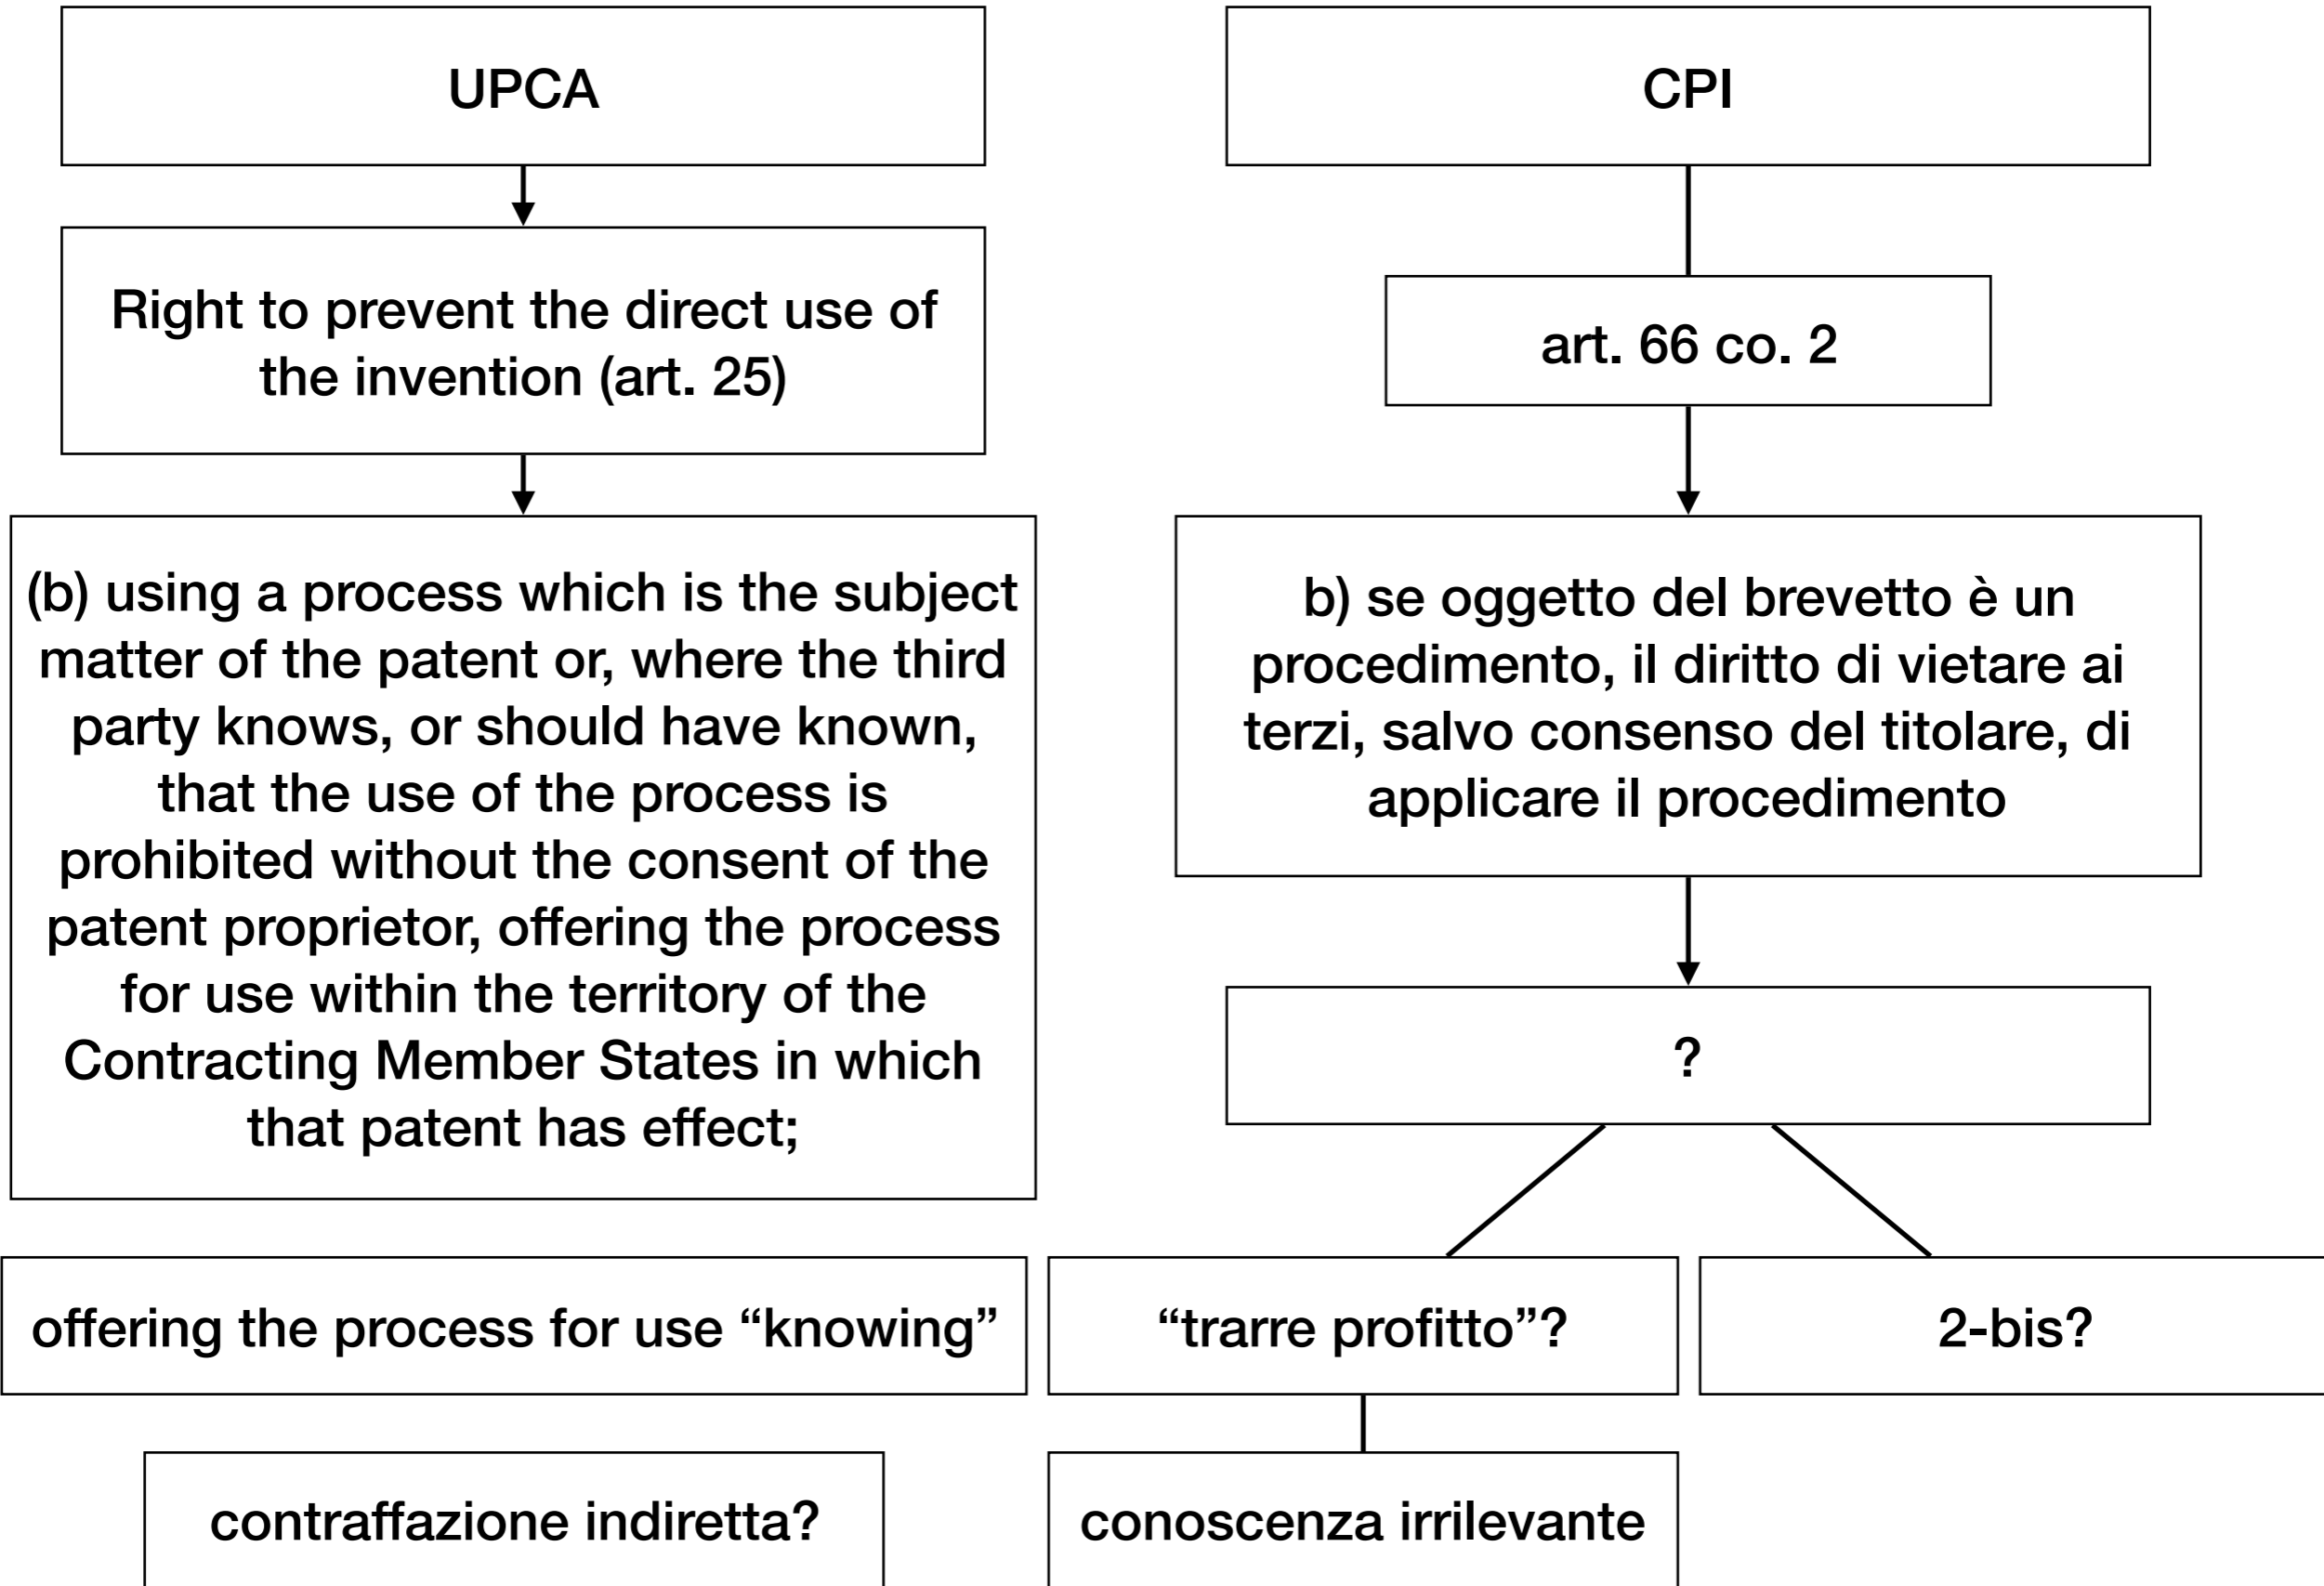 UPCA
Right to prevent the direct use of
the invention (art. 25)
(b) using a process which is the subject
matter of the patent or, where the third
party knows, or should have known,
that the use of the process is
prohibited without the consent of the
patent proprietor, offering the process
for use within the territory of the
Contracting Member States in which
that patent has effect;
offering the process for use “knowing”
contraffazione indiretta?
CPI
art. 66 co. 2
b) se oggetto del brevetto è un
procedimento, il diritto di vietare ai
terzi, salvo consenso del titolare, di
applicare il procedimento
?
“trarre profitto”?
2-bis?
conoscenza irrilevante